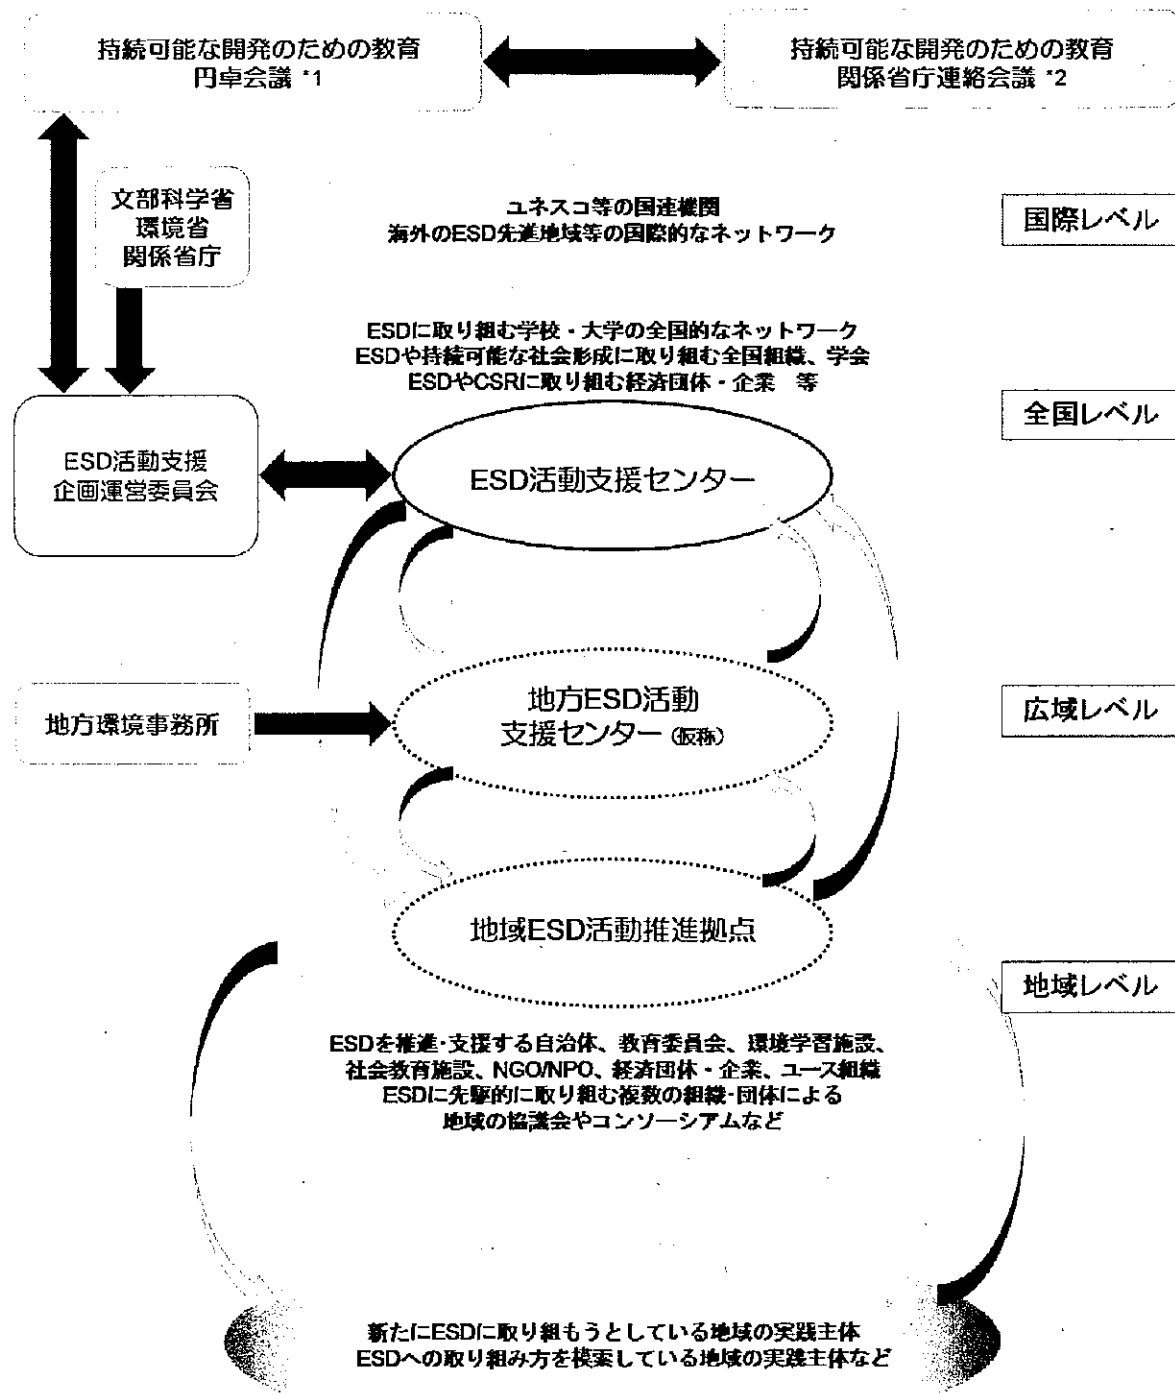 持続可能な開発のための教育
円卓会議 *1
持続可能な開発のための教育
関係省庁連絡会議 *2
文部科学省
環境省
関係省庁
ユネスコ等の国連機関
海外のESD先進地域等の国際的なネットワーク
国際レベル
ESDに取り組む学校・大学の全国的なネットワーク
ESDや持続可能な社会形成に取り組む全国組織、学会
ESDやCSRに取り組む経済団体・企業 等
全国レベル
ESD活動支援
企画運営委員会
ESD活動支援センター
地方環境事務所
地方ESD活動
支援センター（仮称）
広域レベル
地域ESD活動推進拠点
地域レベル
ESDを推進・支援する自治体、教育委員会、環境学習施設、
社会教育施設、NGO/NPO、経済団体・企業、ユース組織
ESDに先駆的に取り組む複数の組織・団体による
地域の協議会やコンソーシアムなど
新たにESDに取り組もうとしている地域の実践主体
ESDへの取り組み方を模索している地域の実践主体など